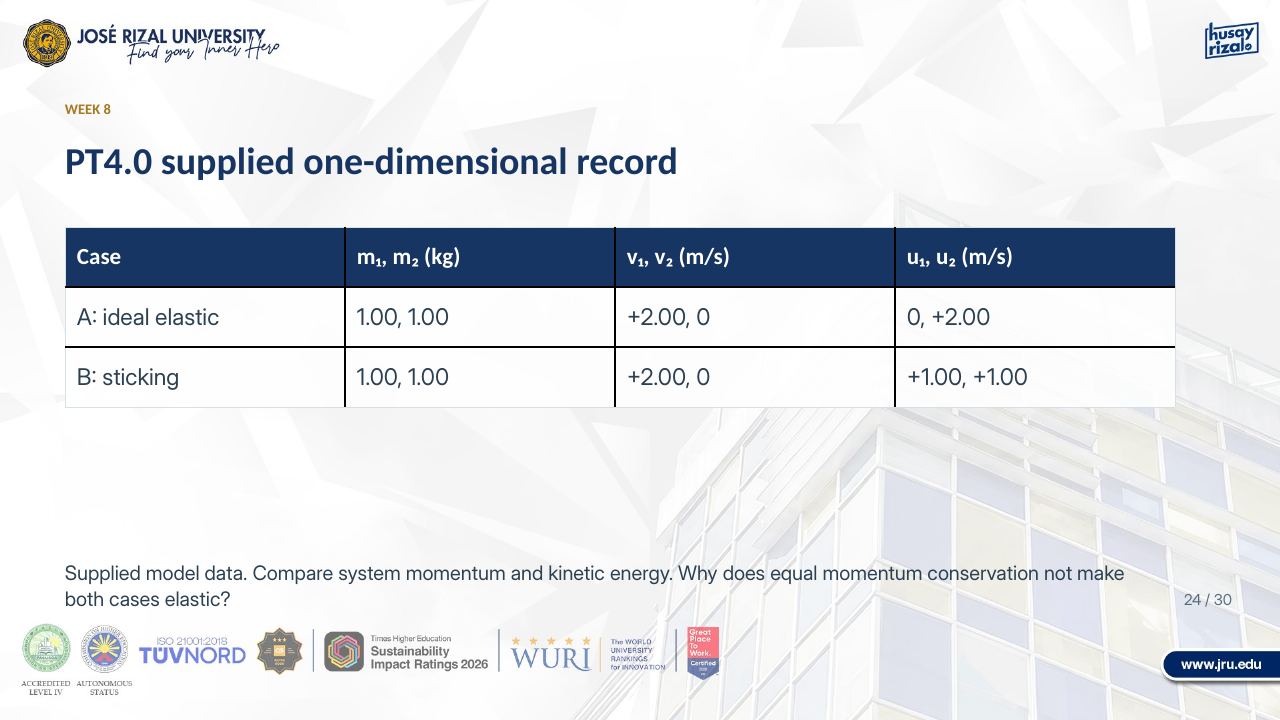 JOSÉ RIZAL UNIVERSITY
Find your Inner Hero
husay
rizal
WEEK 8
PT4.0 supplied one-dimensional record
Case m₁, m₂ (kg) v₁, v₂ (m/s) u₁, u₂ (m/s)
A: ideal elastic 1.00, 1.00 +2.00, 0 0, +2.00
B: sticking 1.00, 1.00 +2.00, 0 +1.00, +1.00
Supplied model data. Compare system momentum and kinetic energy. Why does equal momentum conservation not make
both cases elastic?
24 / 30
ISO 21001:2018
TÜVNORD
Times Higher Education
Sustainability
Impact Ratings 2026
WURI
The WORLD
UNIVERSITY
RANKINGS
for INNOVATION
Great
Place
To
Work.
Certified
ACCREDITED
LEVEL IV
AUTONOMOUS
STATUS
www.jru.edu